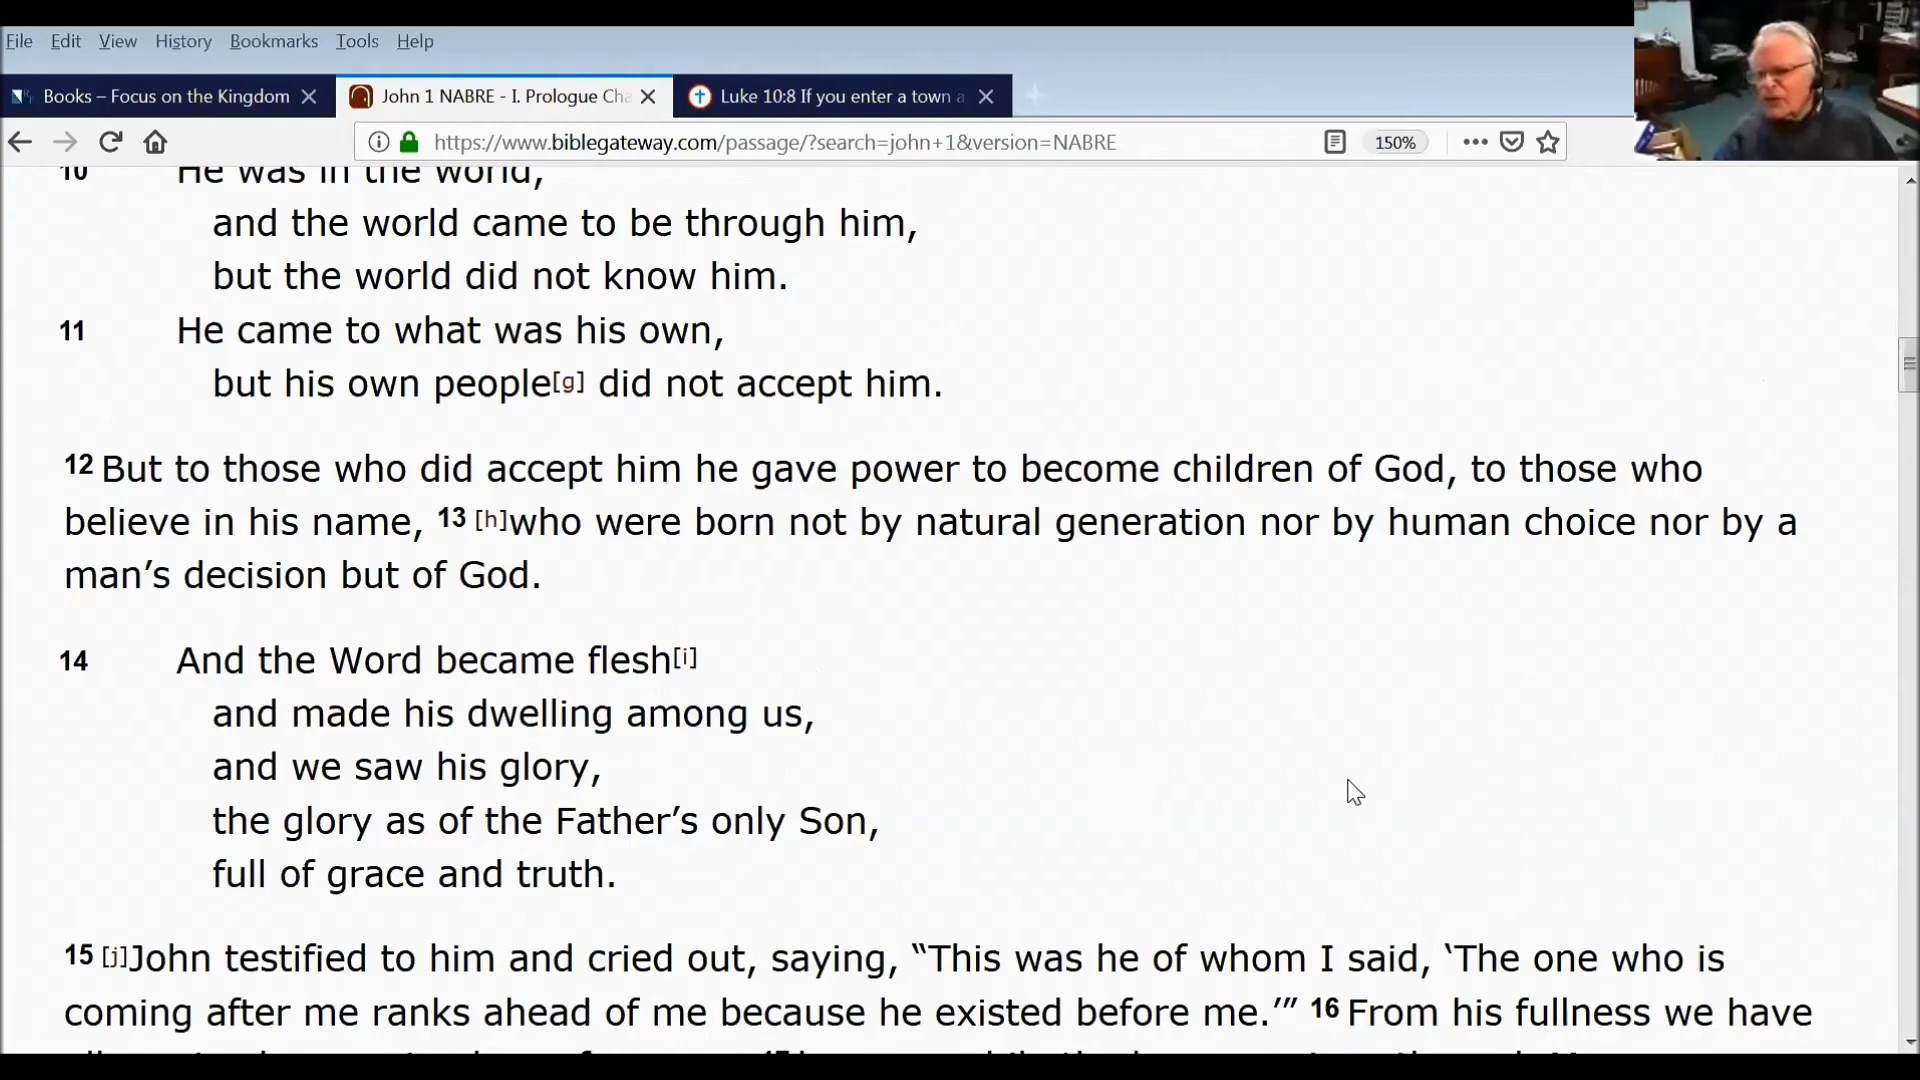 File Edit View History Bookmarks Tools Help
Books – Focus on the Kingdom
John 1 NABRE - I. Prologue Cha
Luke 10:8 If you enter a town a
https://www.biblegateway.com/passage/?search=john+1&version=NABRE
150%
10 He was in the world,
and the world came to be through him,
but the world did not know him.
11 He came to what was his own,
but his own people[g] did not accept him.
12 But to those who did accept him he gave power to become children of God, to those who
believe in his name, 13 [h]who were born not by natural generation nor by human choice nor by a
man’s decision but of God.
14 And the Word became flesh[i]
and made his dwelling among us,
and we saw his glory,
the glory as of the Father’s only Son,
full of grace and truth.
15 [j]John testified to him and cried out, saying, “This was he of whom I said, ‘The one who is
coming after me ranks ahead of me because he existed before me.’” 16 From his fullness we have